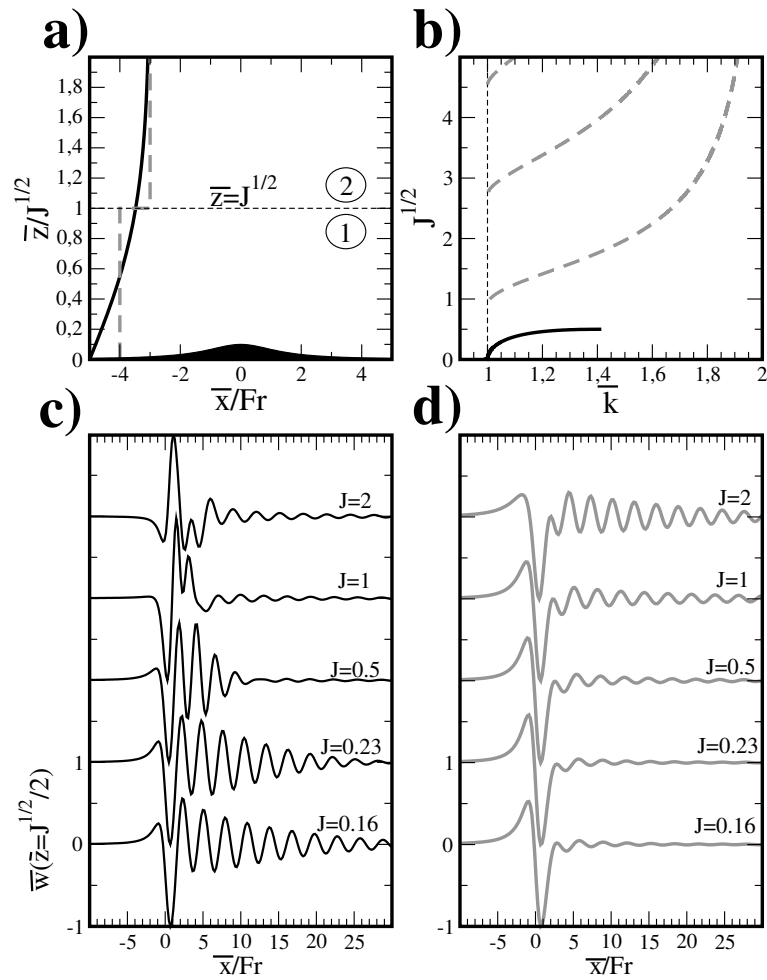 a)
b)
1,8
1,6
1,4
1,2
1
0,8
0,6
0,4
0,2
0
z̅/J^{1/2}
z̅=J^{1/2}
2
1
-4
-2
0
2
4
x̅/Fr
4
3
2
1
0
J^{1/2}
1
1,2
1,4
1,6
1,8
2
k̅
c)
d)
J=2
J=1
J=0.5
J=0.23
J=0.16
1
0
w̅(z̅=J^{1/2}/2)
-5
0
5
10
15
20
25
x̅/Fr
J=2
J=1
J=0.5
J=0.23
J=0.16
1
0
-1
-5
0
5
10
15
20
25
x̅/Fr
-1